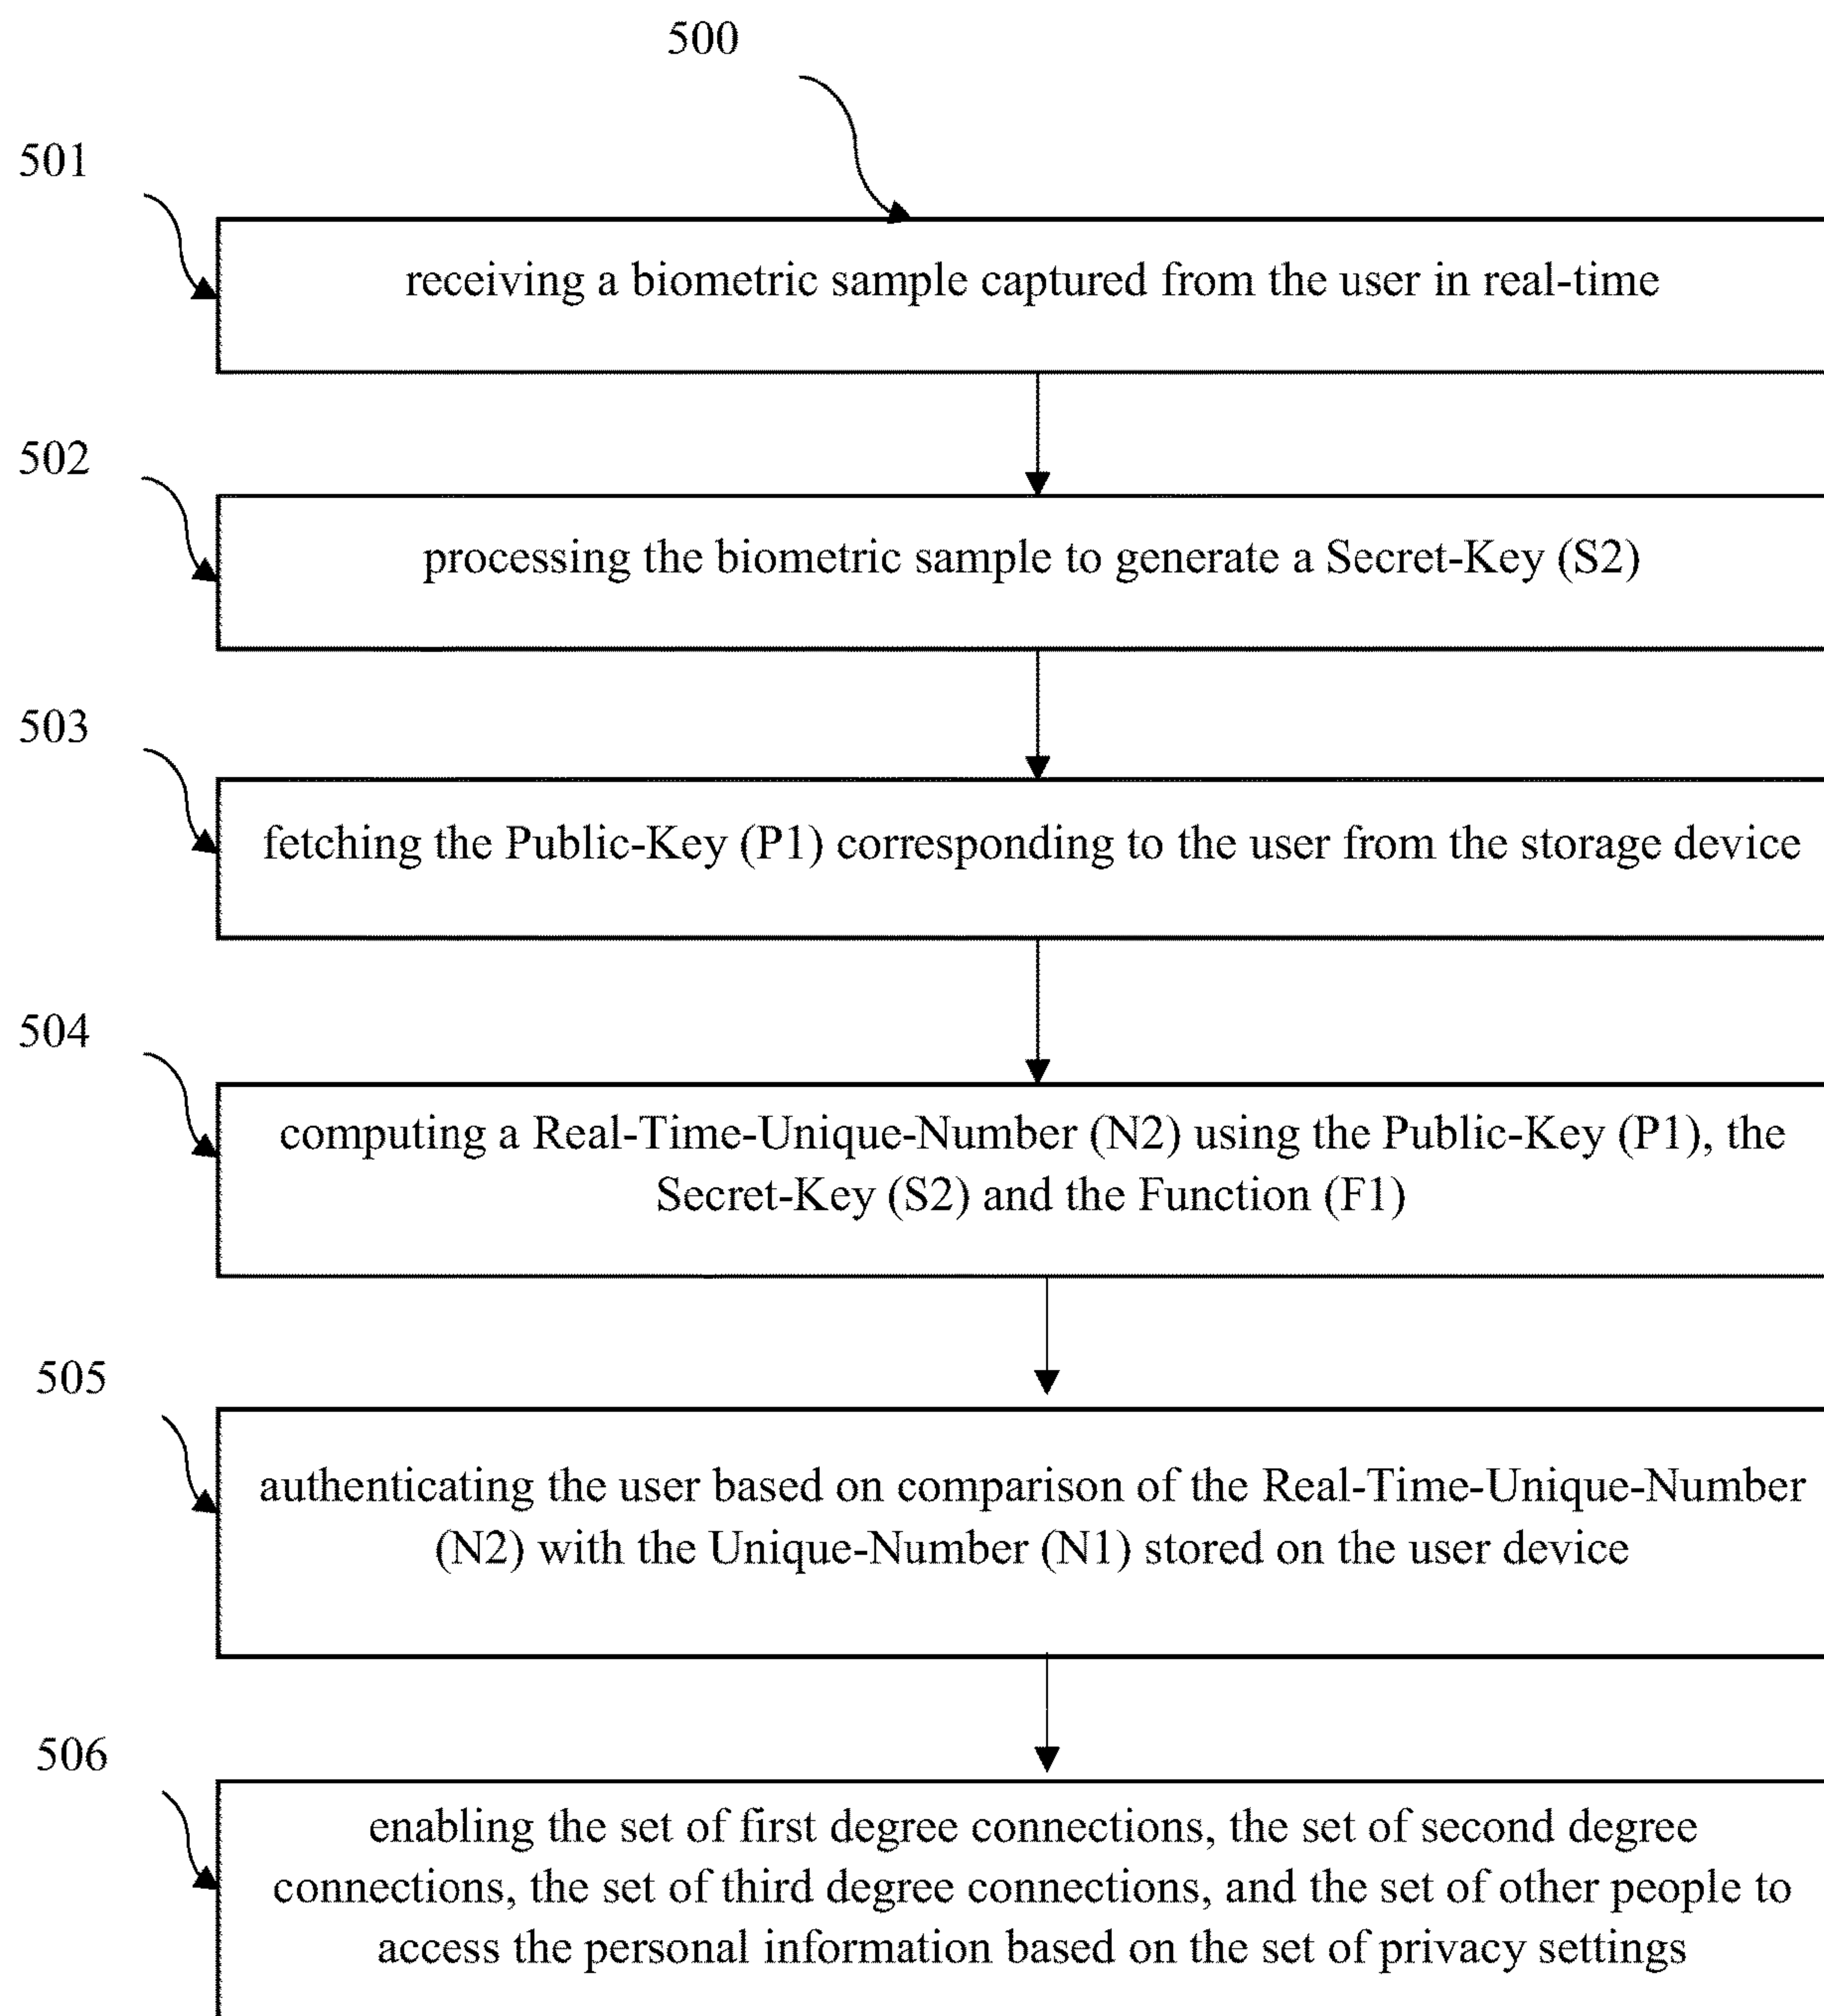 500
501
receiving a biometric sample captured from the user in real-time
502
processing the biometric sample to generate a Secret-Key (S2)
503
fetching the Public-Key (P1) corresponding to the user from the storage device
504
computing a Real-Time-Unique-Number (N2) using the Public-Key (P1), the
Secret-Key (S2) and the Function (F1)
505
authenticating the user based on comparison of the Real-Time-Unique-Number
(N2) with the Unique-Number (N1) stored on the user device
506
enabling the set of first degree connections, the set of second degree
connections, the set of third degree connections, and the set of other people to
access the personal information based on the set of privacy settings